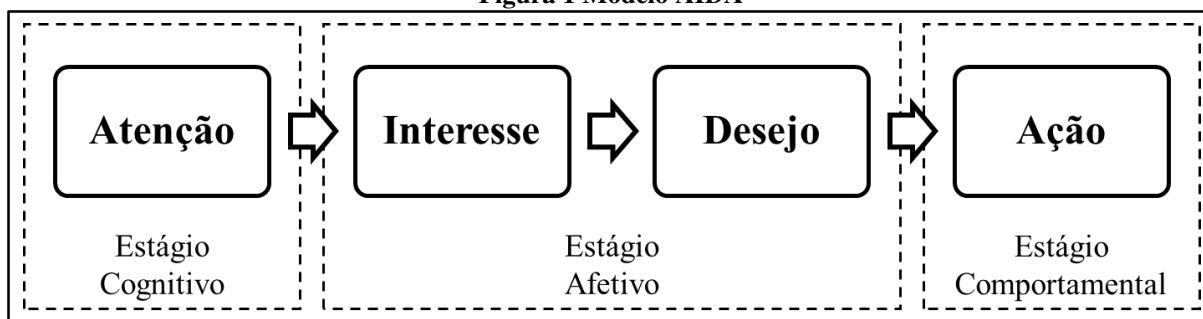 Figura 1 Modelo AIDA
Atenção
Interesse
Desejo
Ação
Estágio
Cognitivo
Estágio
Afetivo
Estágio
Comportamental